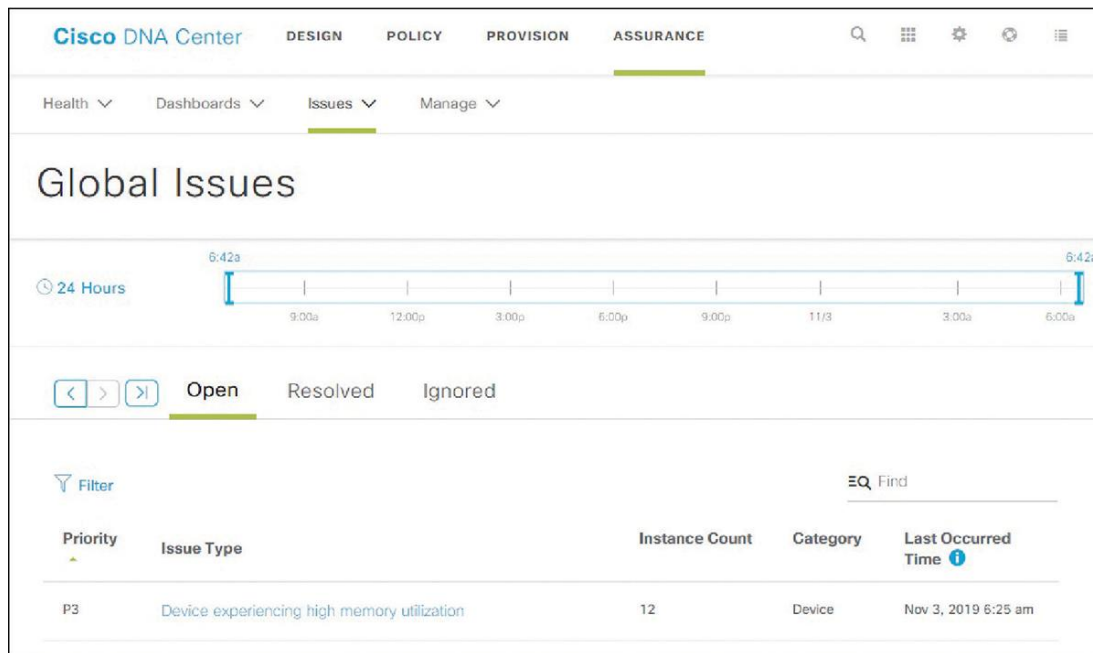 Cisco DNA Center DESIGN POLICY PROVISION ASSURANCE
Health Dashboards Issues Manage
Global Issues
6:42a 6:42a
24 Hours
9:00a 12:00p 3:00p 6:00p 9:00p 11/3 3:00a 6:00a
Open Resolved Ignored
Filter Find
Priority Issue Type Instance Count Category Last Occurred
Time
P3 Device experiencing high memory utilization 12 Device Nov 3, 2019 6:25 am